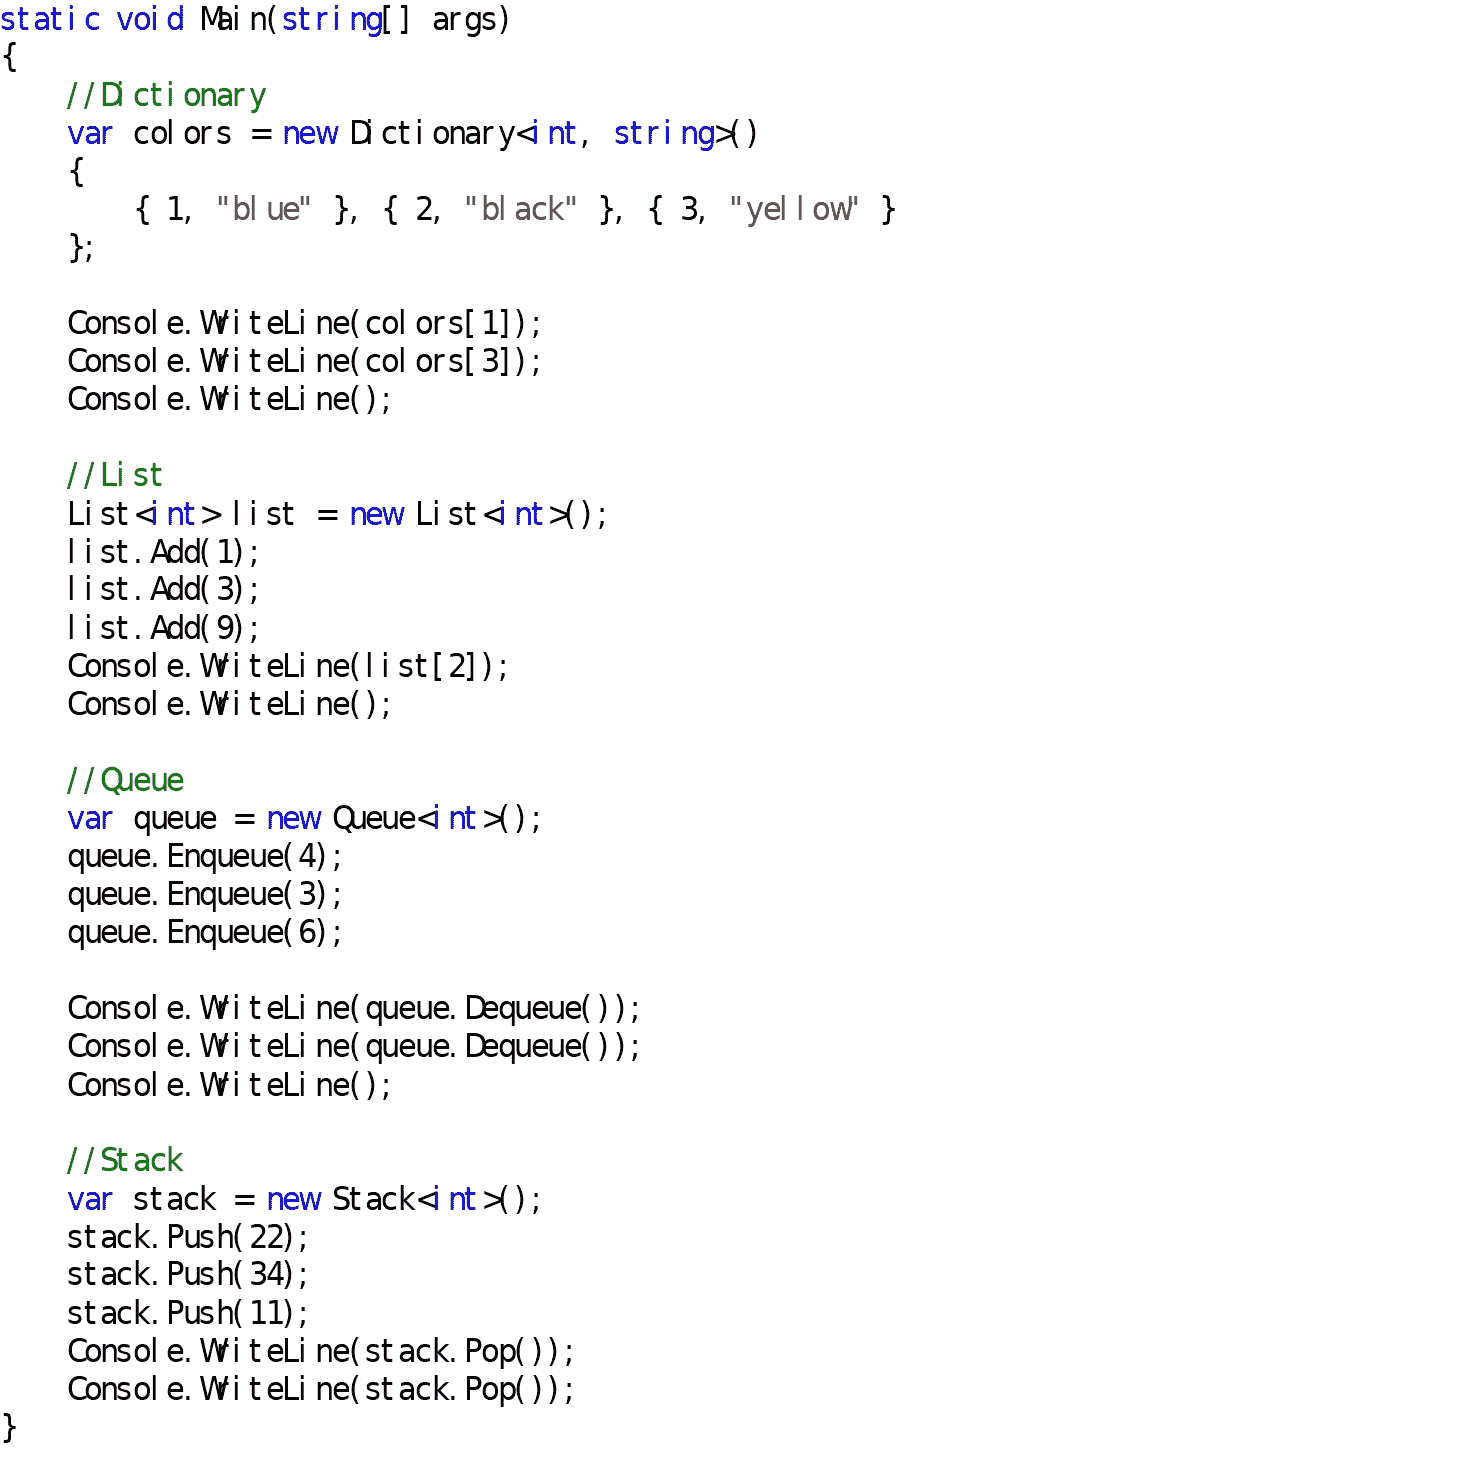 static void Main(string[] args)
{
    //Dictionary
    var colors = new Dictionary<int, string>()
    {
        { 1, "blue" }, { 2, "black" }, { 3, "yellow" }
    };

    Console.WriteLine(colors[1]);
    Console.WriteLine(colors[3]);
    Console.WriteLine();

    //List
    List<int> list = new List<int>();
    list.Add(1);
    list.Add(3);
    list.Add(9);
    Console.WriteLine(list[2]);
    Console.WriteLine();

    //Queue
    var queue = new Queue<int>();
    queue.Enqueue(4);
    queue.Enqueue(3);
    queue.Enqueue(6);

    Console.WriteLine(queue.Dequeue());
    Console.WriteLine(queue.Dequeue());
    Console.WriteLine();

    //Stack
    var stack = new Stack<int>();
    stack.Push(22);
    stack.Push(34);
    stack.Push(11);
    Console.WriteLine(stack.Pop());
    Console.WriteLine(stack.Pop());
}